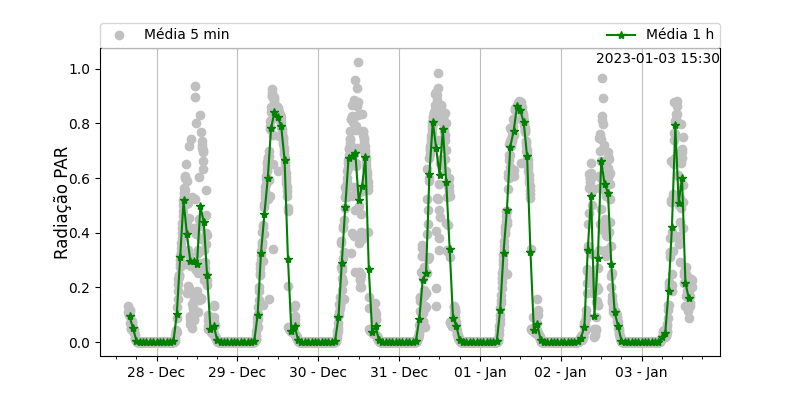 Média 5 min
Média 1 h
2023-01-03 15:30
Radiação PAR
1.0
0.8
0.6
0.4
0.2
0.0
28 - Dec
29 - Dec
30 - Dec
31 - Dec
01 - Jan
02 - Jan
03 - Jan